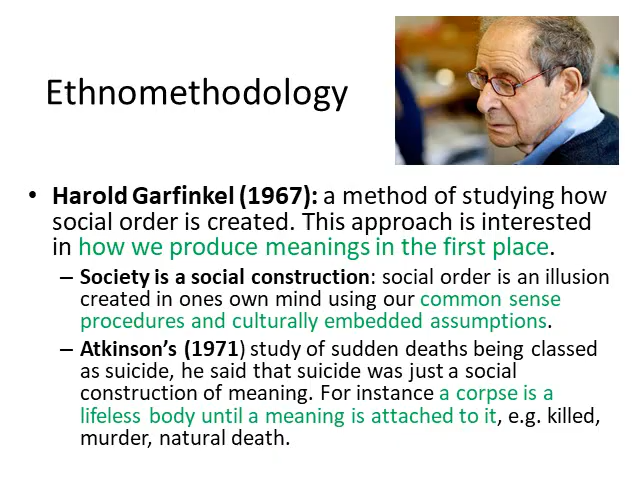 Ethnomethodology
• Harold Garfinkel (1967): a method of studying how
social order is created. This approach is interested
in how we produce meanings in the first place.
– Society is a social construction: social order is an illusion
created in ones own mind using our common sense
procedures and culturally embedded assumptions.
– Atkinson’s (1971) study of sudden deaths being classed
as suicide, he said that suicide was just a social
construction of meaning. For instance a corpse is a
lifeless body until a meaning is attached to it, e.g. killed,
murder, natural death.